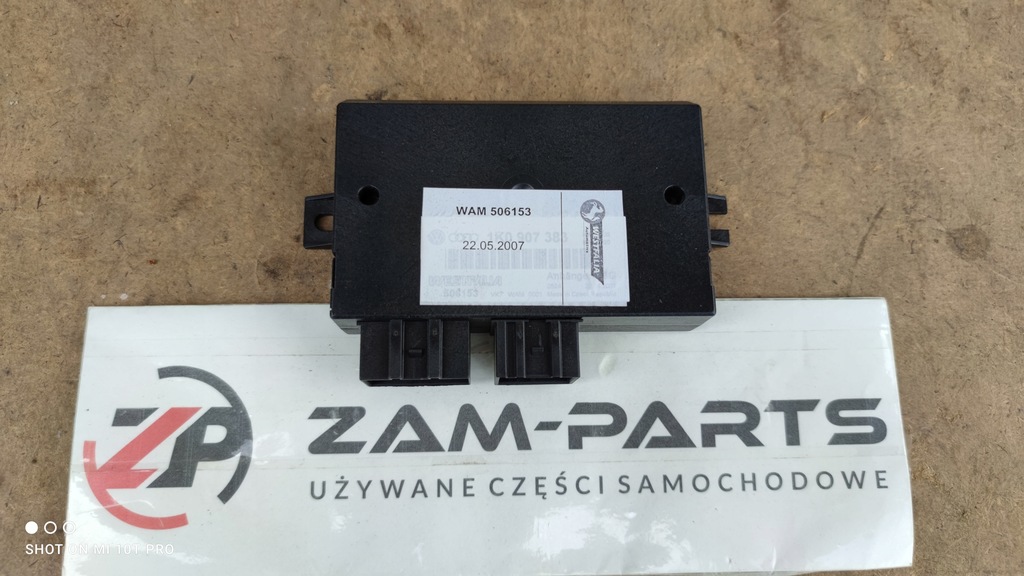 WAM 506153
1K0 907 383
22.05.2007
WESTFALIA
506153
ZP
ZAM-PARTS
UŻYWANE CZĘŚCI SAMOCHODOWE
SHOT ON MI 10T PRO